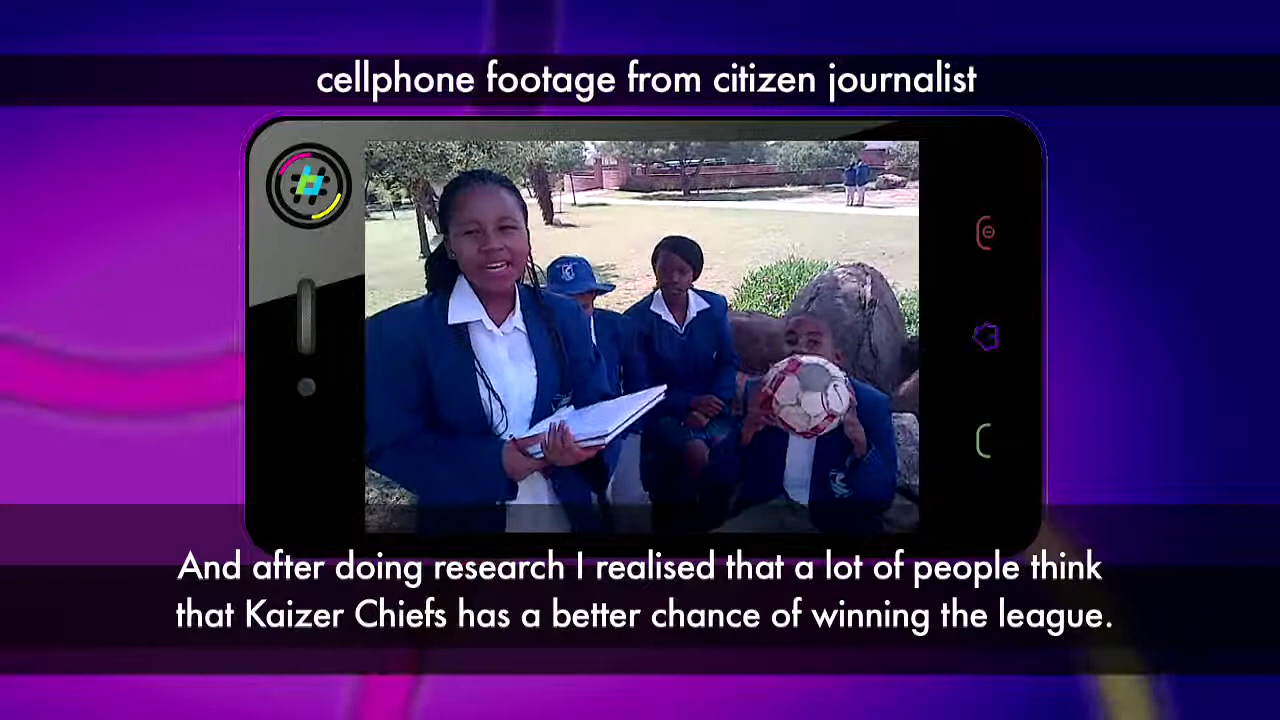 cellphone footage from citizen journalist
And after doing research I realised that a lot of people think
that Kaizer Chiefs has a better chance of winning the league.